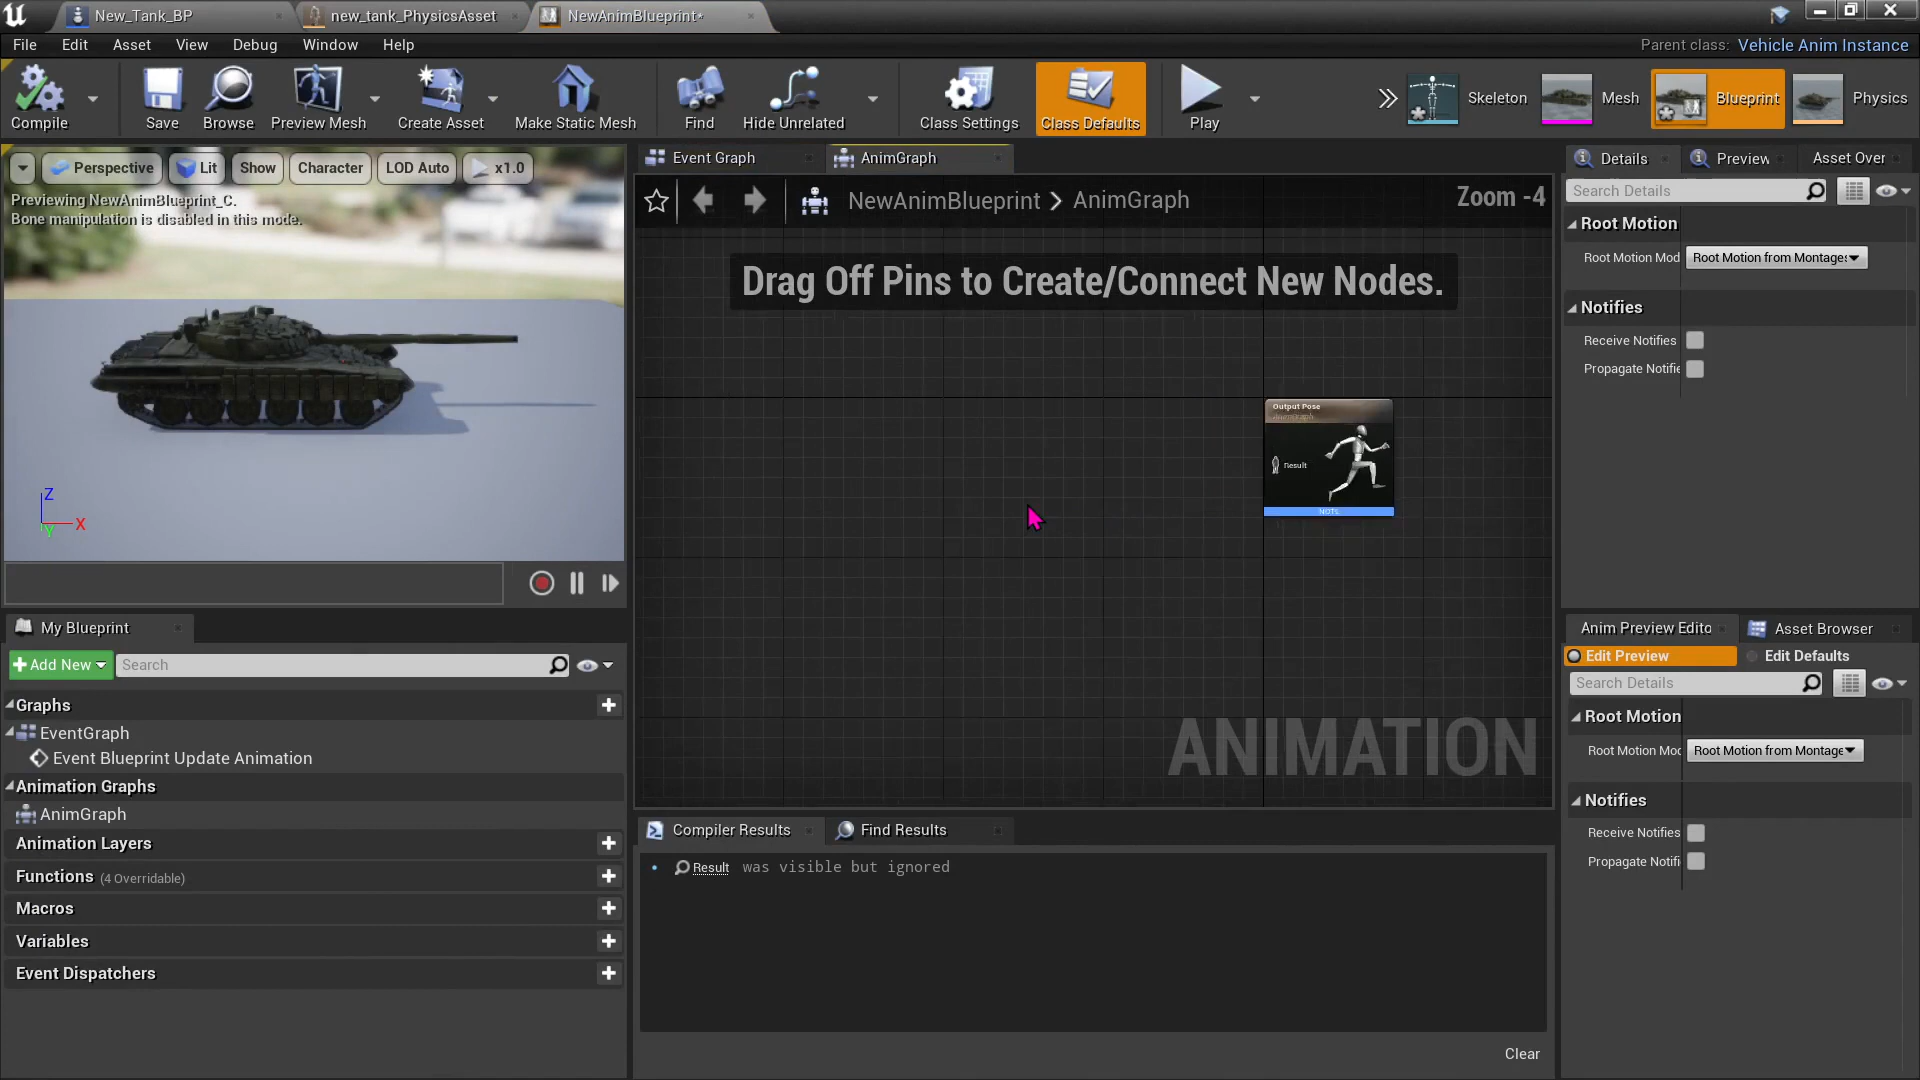 New_Tank_BP
new_tank_PhysicsAsset
NewAnimBlueprint*
File Edit Asset View Debug Window Help
Parent class: Vehicle Anim Instance
Compile
Save
Browse
Preview Mesh
Create Asset
Make Static Mesh
Find
Hide Unrelated
Class Settings
Class Defaults
Play
Skeleton
Mesh
Blueprint
Physics
Perspective
Lit
Show
Character
LOD Auto
x1.0
Previewing NewAnimBlueprint_C.
Bone manipulation is disabled in this mode.
Z
X
Y
Event Graph
AnimGraph
NewAnimBlueprint > AnimGraph
Zoom -4
Drag Off Pins to Create/Connect New Nodes.
Output Pose
AnimGraph
Result
NOTE
ANIMATION
Details
Preview
Asset Over
Search Details
Root Motion
Root Motion Mod
Root Motion from Montages
Notifies
Receive Notifies
Propagate Notifie
My Blueprint
Add New
Search
Graphs
EventGraph
Event Blueprint Update Animation
Animation Graphs
AnimGraph
Animation Layers
Functions (4 Overridable)
Macros
Variables
Event Dispatchers
Compiler Results
Find Results
Result was visible but ignored
Clear
Anim Preview Edito
Asset Browser
Edit Preview
Edit Defaults
Search Details
Root Motion
Root Motion Moc
Root Motion from Montage
Notifies
Receive Notifies
Propagate Notifi